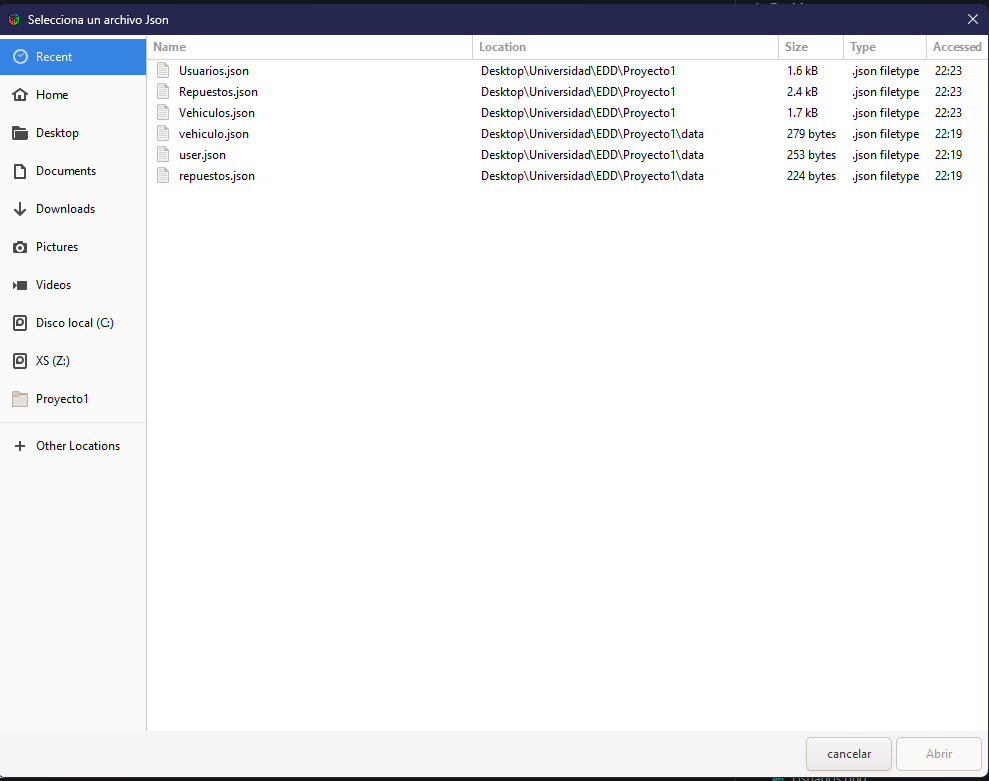 Selecciona un archivo Json
Recent
Home
Desktop
Documents
Downloads
Pictures
Videos
Disco local (C:)
XS (Z:)
Proyecto1
Other Locations
Name Location Size Type Accessed
Usuarios.json Desktop\Universidad\EDD\Proyecto1 1.6 kB .json filetype 22:23
Repuestos.json Desktop\Universidad\EDD\Proyecto1 2.4 kB .json filetype 22:23
Vehiculos.json Desktop\Universidad\EDD\Proyecto1 1.7 kB .json filetype 22:23
vehiculo.json Desktop\Universidad\EDD\Proyecto1\data 279 bytes .json filetype 22:19
user.json Desktop\Universidad\EDD\Proyecto1\data 253 bytes .json filetype 22:19
repuestos.json Desktop\Universidad\EDD\Proyecto1\data 224 bytes .json filetype 22:19
cancelar Abrir